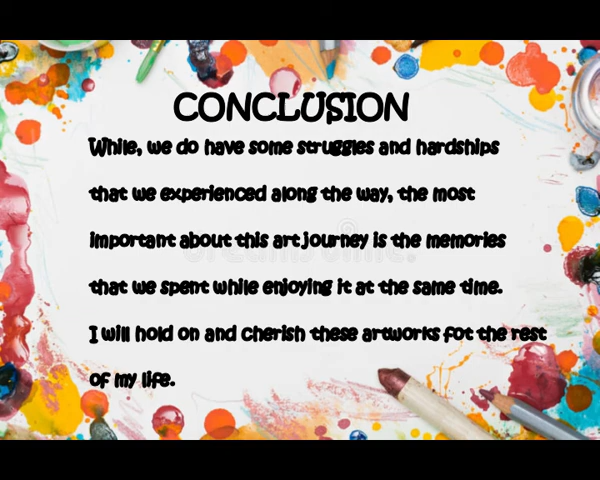 CONCLUSION
While, we do have some struggles and hardships
that we experienced along the way, the most
important about this art journey is the memories
that we spent while enjoying it at the same time.
I will hold on and cherish these artworks fot the rest
of my life.